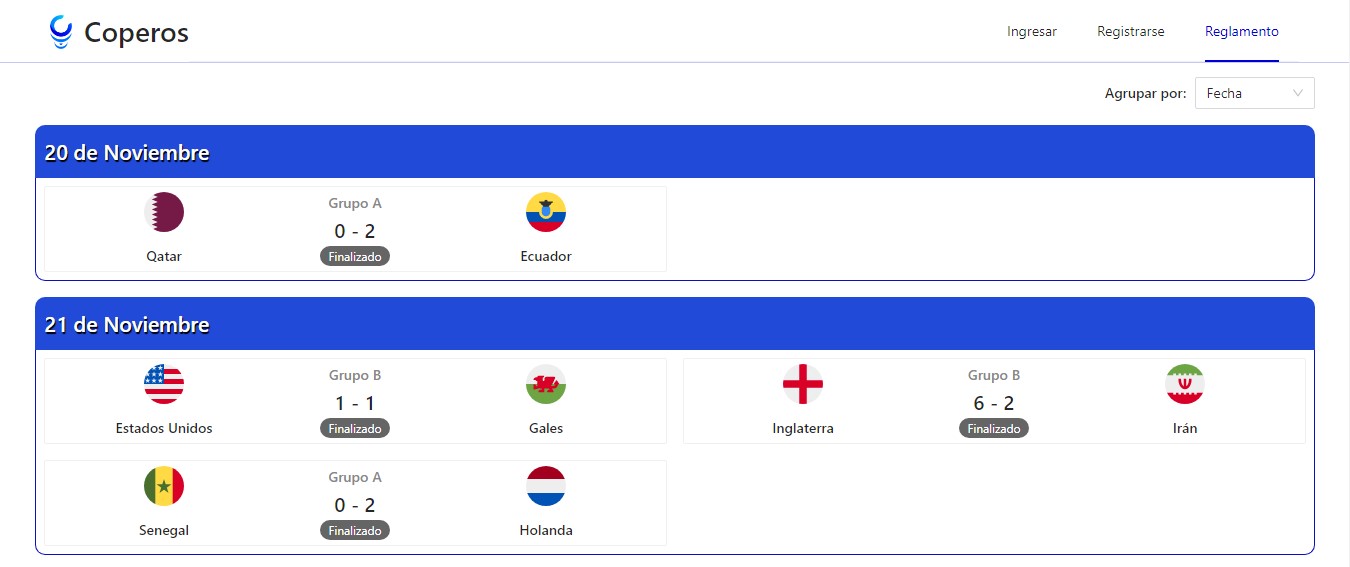 Coperos
Ingresar
Registrarse
Reglamento
Agrupar por: Fecha
20 de Noviembre
Grupo A
0 - 2
Finalizado
Qatar
Ecuador
21 de Noviembre
Grupo B
1 - 1
Finalizado
Estados Unidos
Gales
Grupo B
6 - 2
Finalizado
Inglaterra
Irán
Grupo A
0 - 2
Finalizado
Senegal
Holanda